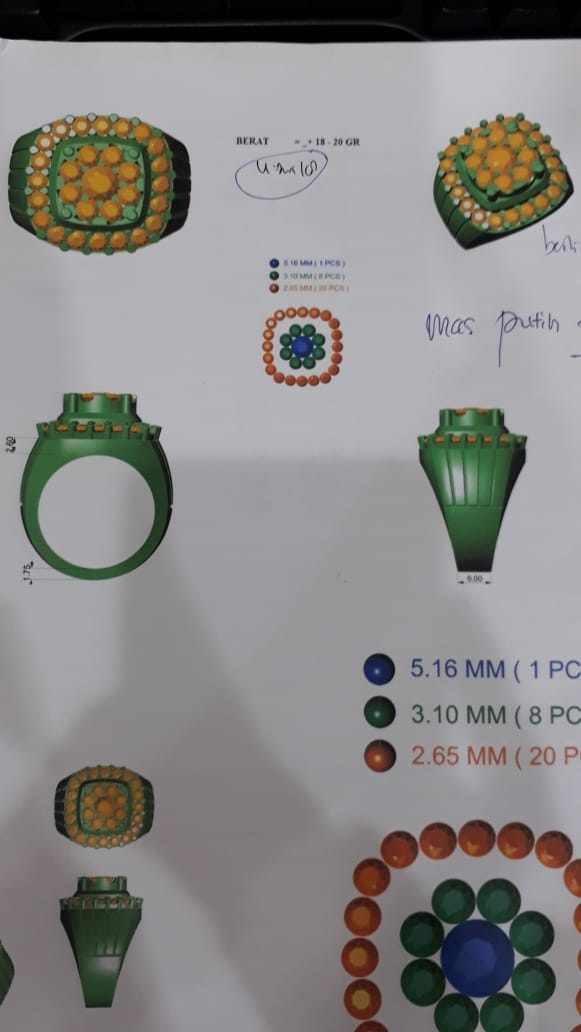 BERAT = _+ 18 - 20 GR
5.16 MM ( 1 PCS )
3.10 MM ( 8 PCS )
2.65 MM ( 20 PCS )
mas putih
2.60
1.75
6.00
5.16 MM ( 1 PC
3.10 MM ( 8 PC
2.65 MM ( 20 P